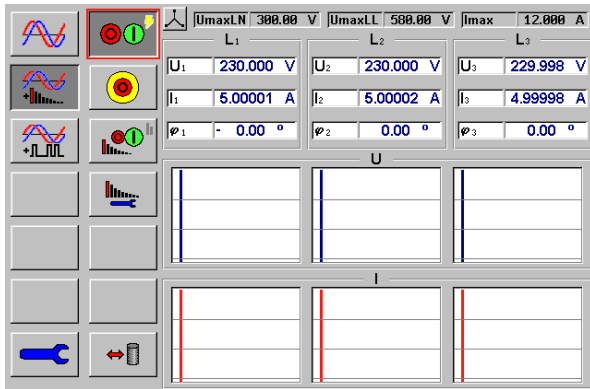 UmaxLN 300.00 V UmaxLL 580.00 V Imax 12.000 A
L1 L2 L3
U1 230.000 V U2 230.000 V U3 229.998 V
I1 5.00001 A I2 5.00002 A I3 4.99998 A
φ1 - 0.00 º φ2 0.00 º φ3 0.00 º
U
I